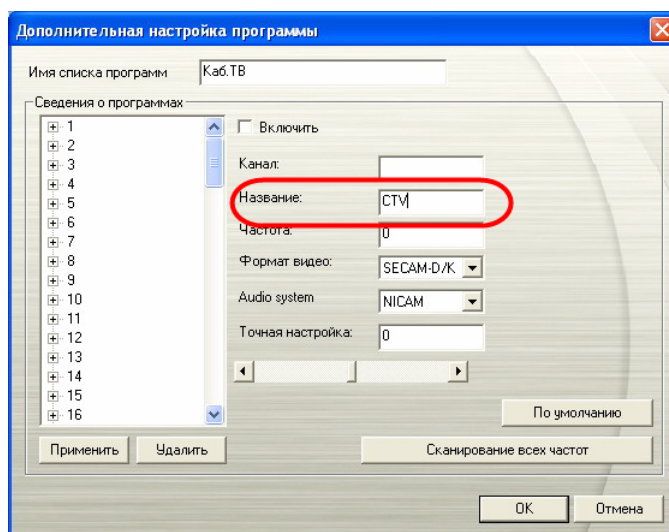 Дополнительная настройка программы
Имя списка программ Каб.ТВ
Сведения о программах
1
2
3
4
5
6
7
8
9
10
11
12
13
14
15
16
Включить
Канал:
Название: CTV
Частота: 0
Формат видео: SECAM-D/K
Audio system NICAM
Точная настройка: 0
По умолчанию
Применить Удалить Сканирование всех частот
OK Отмена